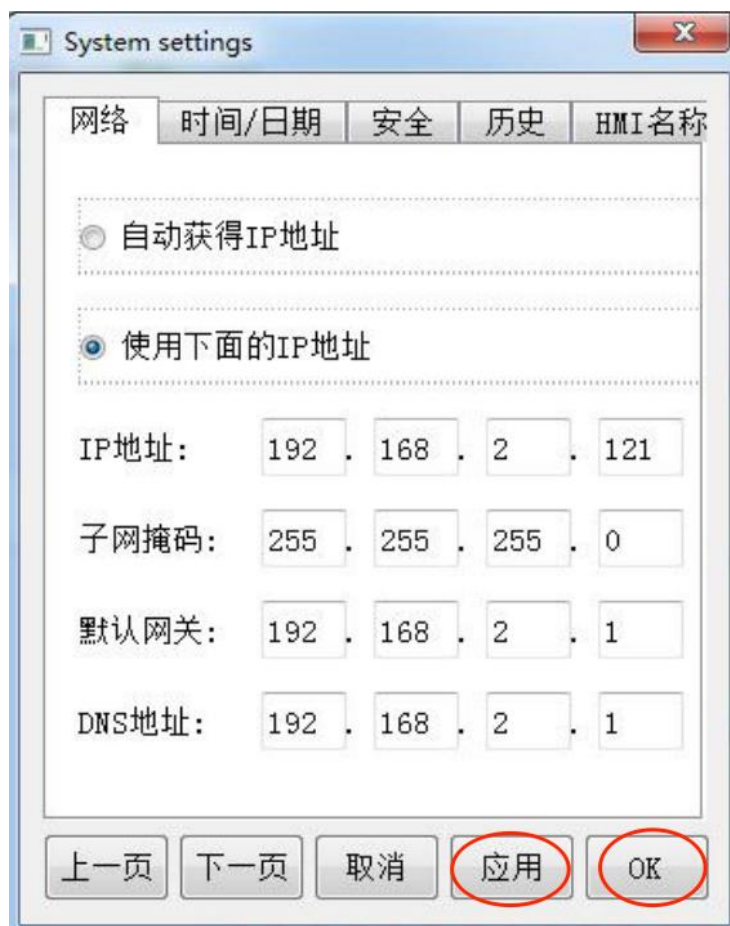 System settings
网络 时间/日期 安全 历史 HMI名称
自动获得IP地址
使用下面的IP地址
IP地址: 192 . 168 . 2 . 121
子网掩码: 255 . 255 . 255 . 0
默认网关: 192 . 168 . 2 . 1
DNS地址: 192 . 168 . 2 . 1
上一页 下一页 取消 应用 OK